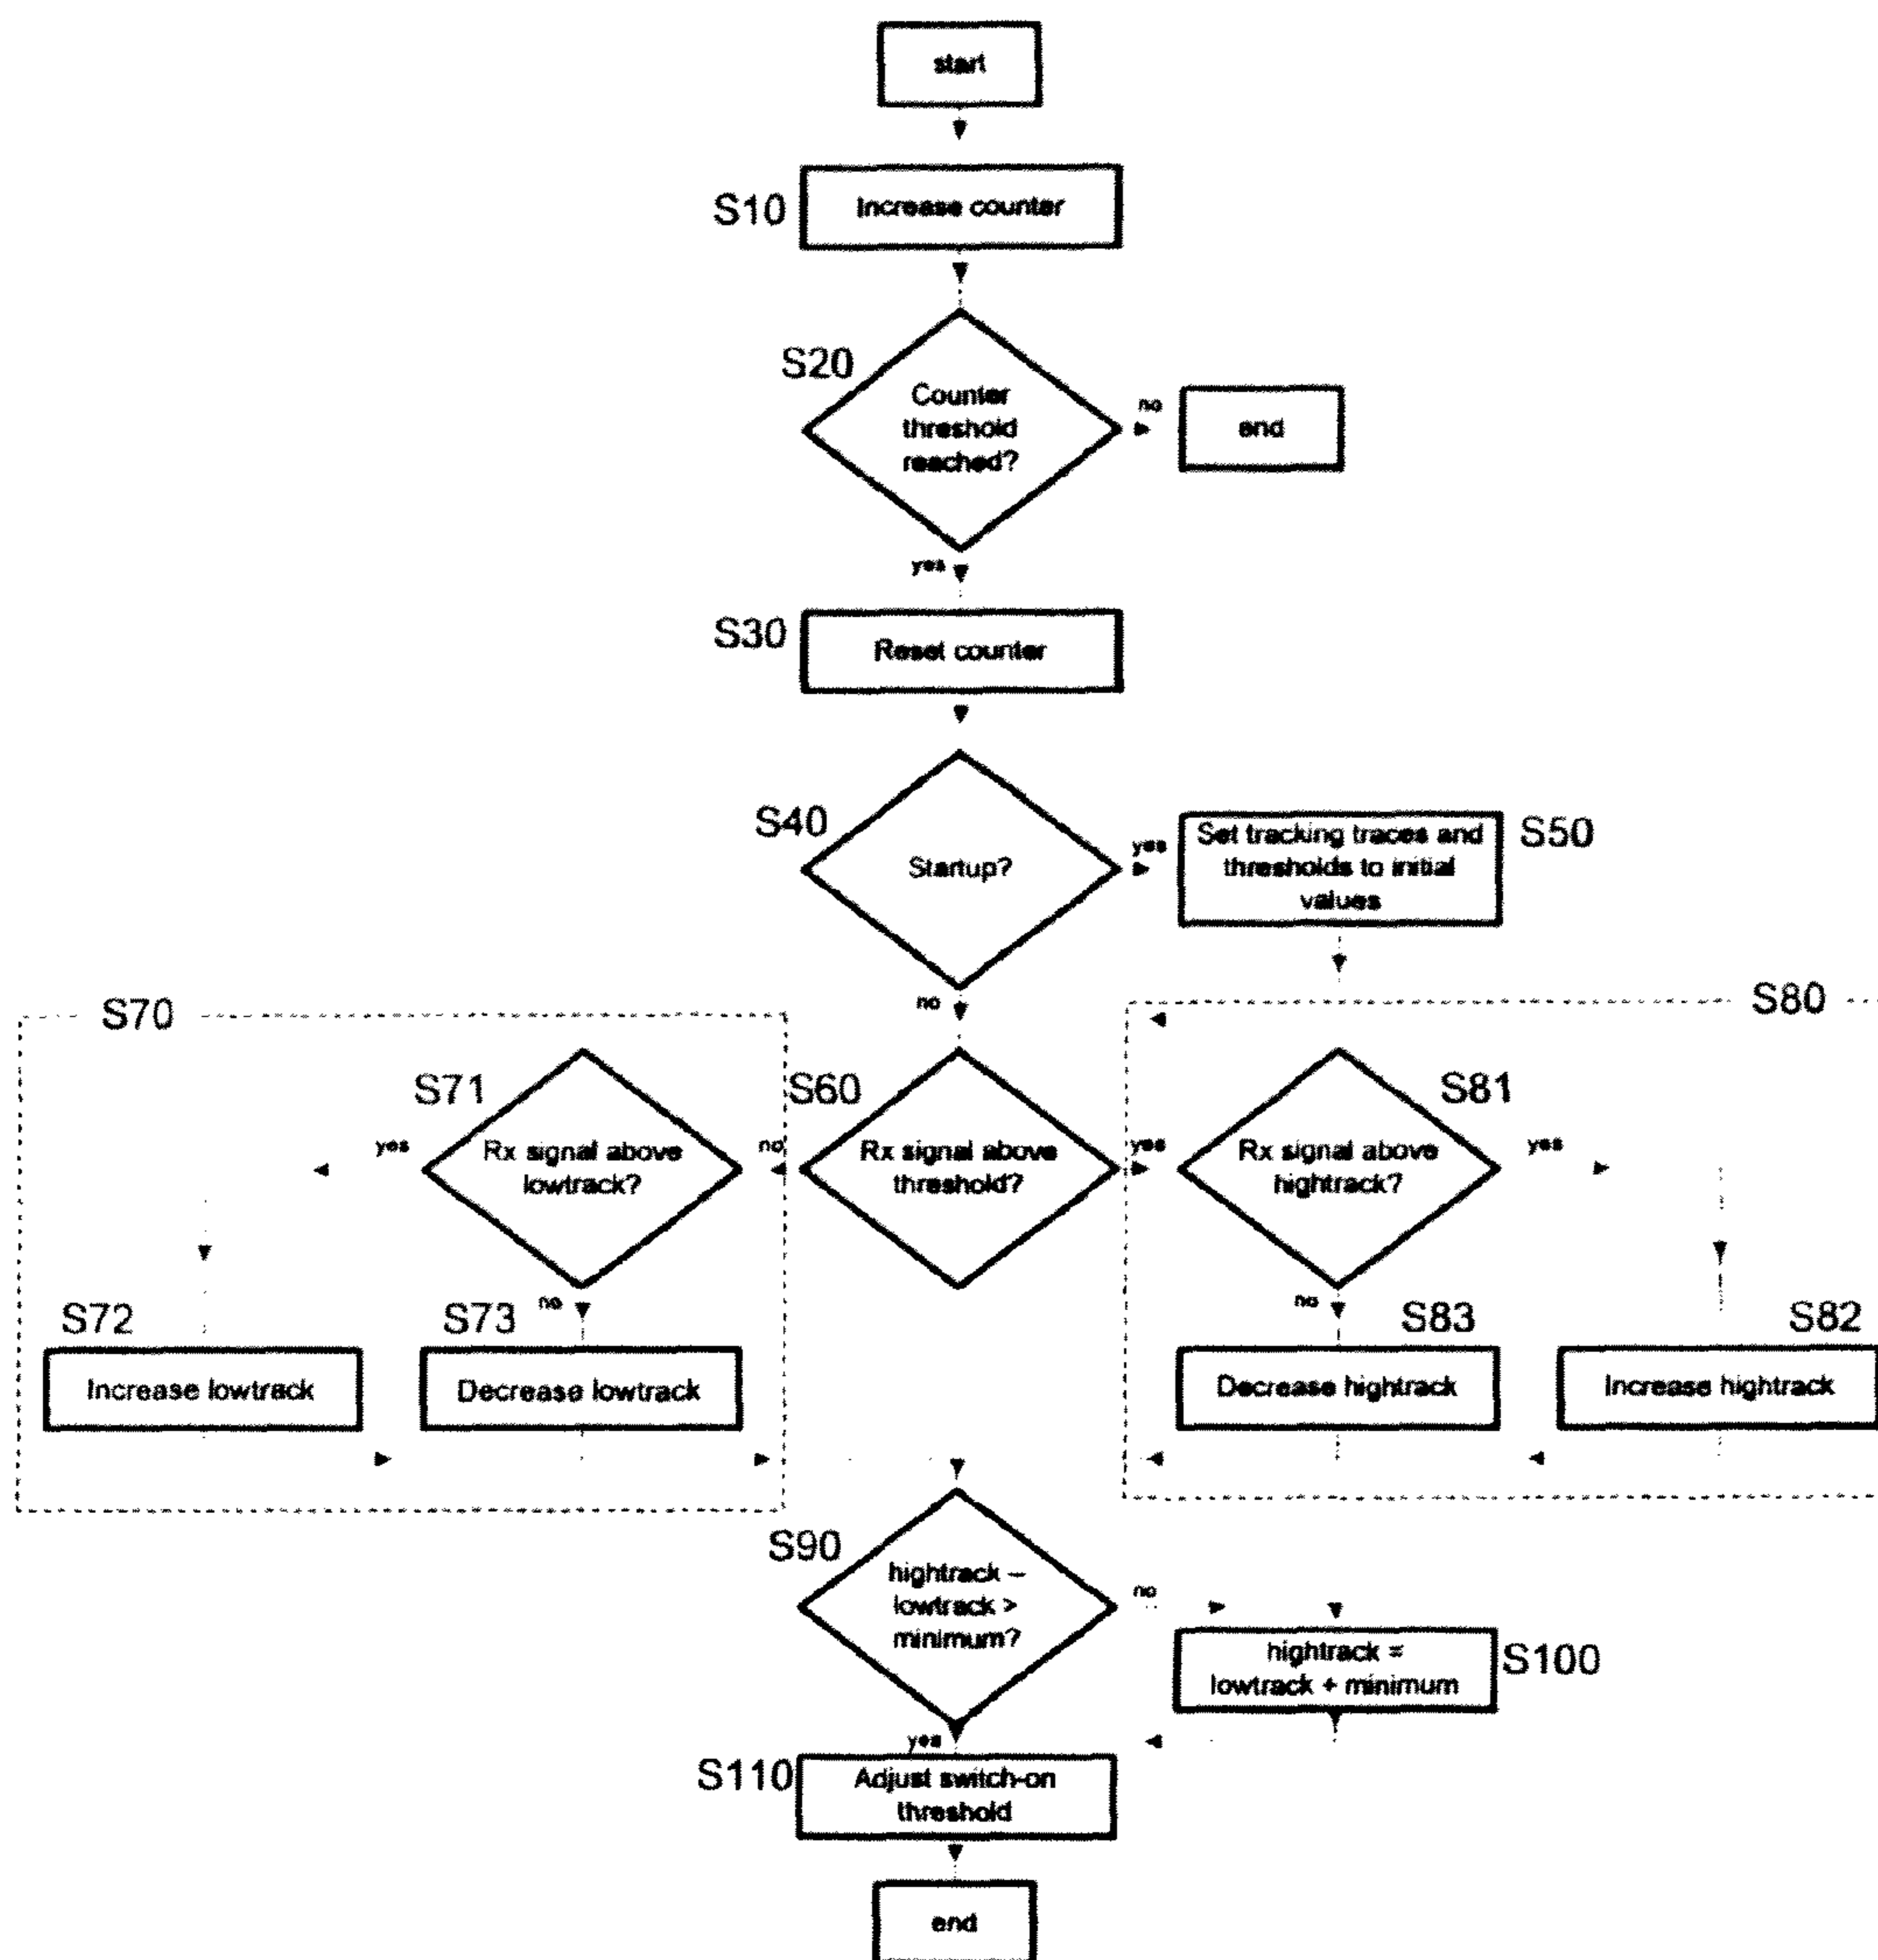 start
S10
Increase counter
S20
Counter
threshold
reached?
no
end
yes
S30
Reset counter
S40
Startup?
yes
Set tracking traces and
thresholds to initial
values
S50
no
S70
S80
S71
Rx signal above
lowtrack?
yes
no
S60
Rx signal above
threshold?
yes
S81
Rx signal above
hightrack?
yes
S72
Increase lowtrack
S73
no
Decrease lowtrack
no
S83
Decrease hightrack
S82
Increase hightrack
S90
hightrack –
lowtrack >
minimum?
no
hightrack =
lowtrack + minimum
S100
yes
S110
Adjust switch-on
threshold
end